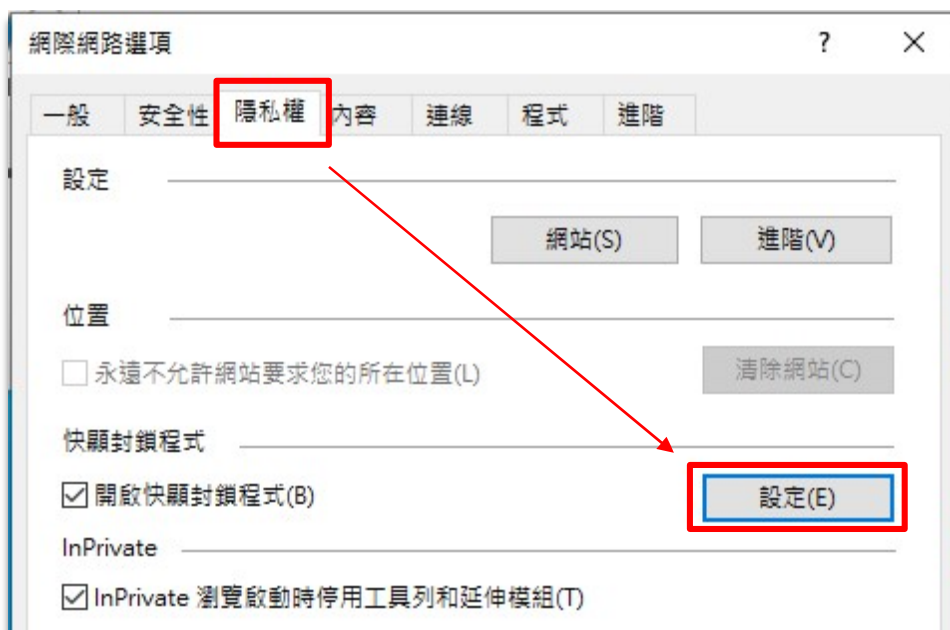 網際網路選項 ?
一般 安全性 隱私權 內容 連線 程式 進階
設定
網站(S) 進階(V)
位置
永遠不允許網站要求您的所在位置(L) 清除網站(C)
快顯封鎖程式
開啟快顯封鎖程式(B) 設定(E)
InPrivate
InPrivate 瀏覽啟動時停用工具列和延伸模組(T)